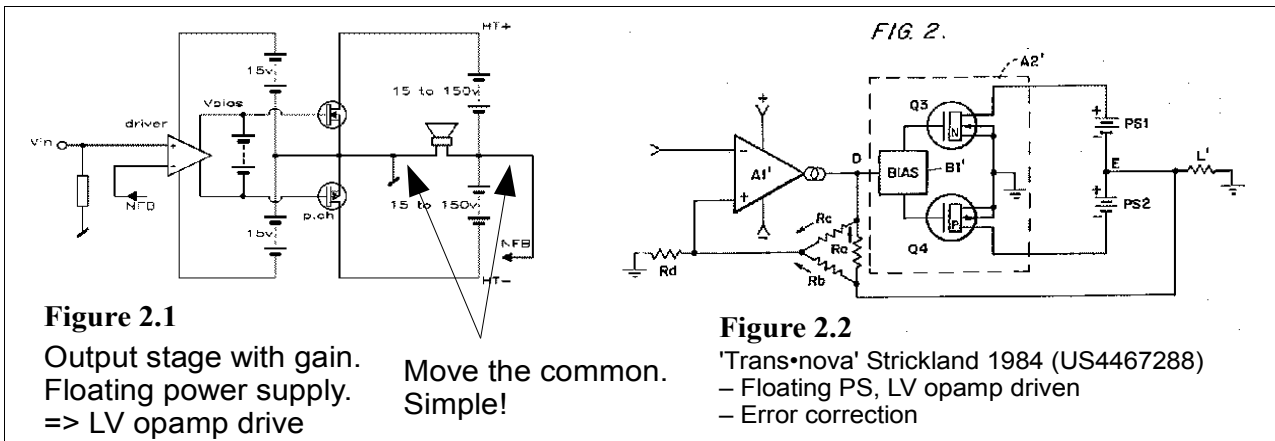 HT+
15v
15 to 150v
Vbias
driver
Vin
+
-
NFB
p.ch
15 to 150v
15v
NFB
HT-
Figure 2.1
Output stage with gain.
Floating power supply.
=> LV opamp drive
Move the common.
Simple!
FIG. 2.
A2'
Q3
N
+
PS1
+
-
A1'
+
-
D
BIAS
B1'
E
L'
+
PS2
P
Q4
Rc
Ra
Rb
Rd
Figure 2.2
'Trans•nova' Strickland 1984 (US4467288)
– Floating PS, LV opamp driven
– Error correction